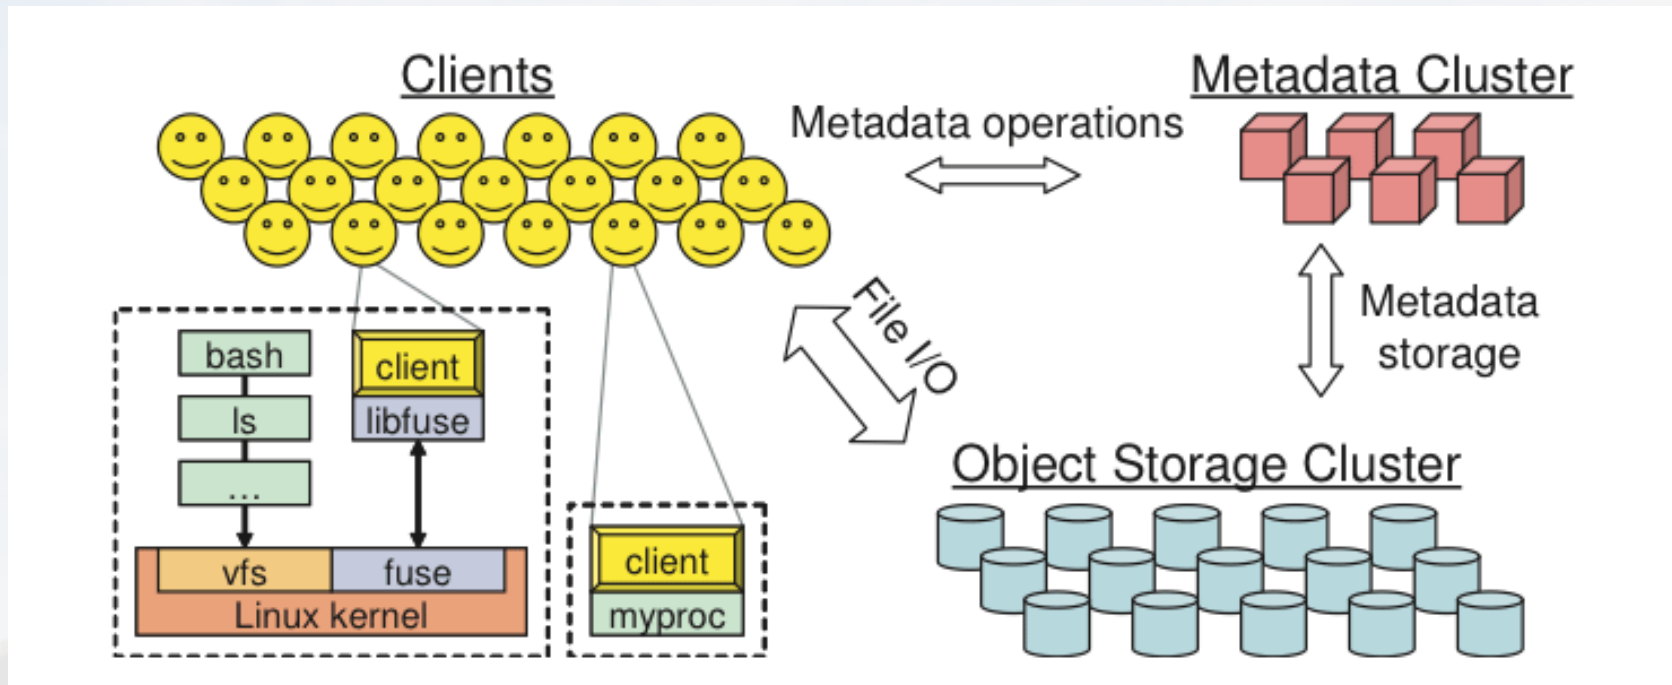 Clients
Metadata Cluster
Metadata operations
File I/O
Metadata
storage
bash
client
ls
libfuse
...
vfs
fuse
Linux kernel
client
myproc
Object Storage Cluster